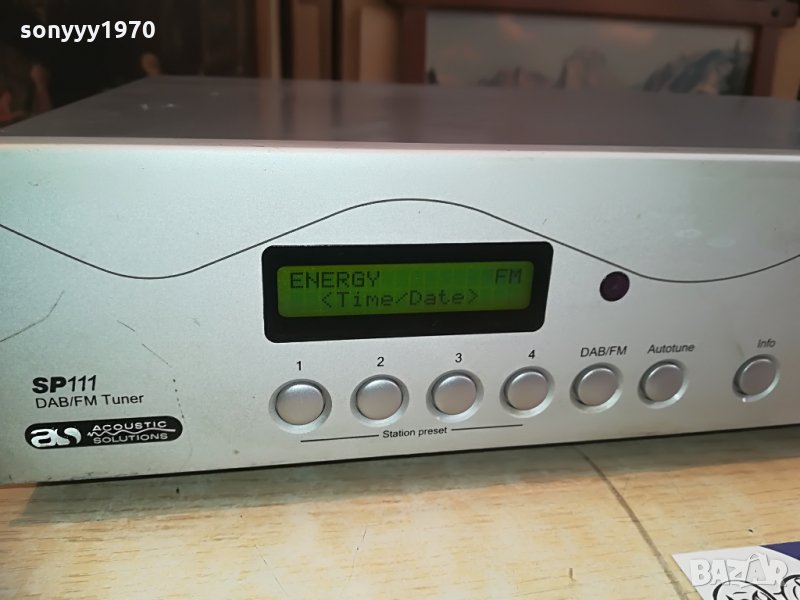 sonyyy1970
ENERGY FM
<Time/Date>
1 2 3 4 DAB/FM Autotune Info
SP111
DAB/FM Tuner
as ACOUSTIC SOLUTIONS
Station preset
BAZAR